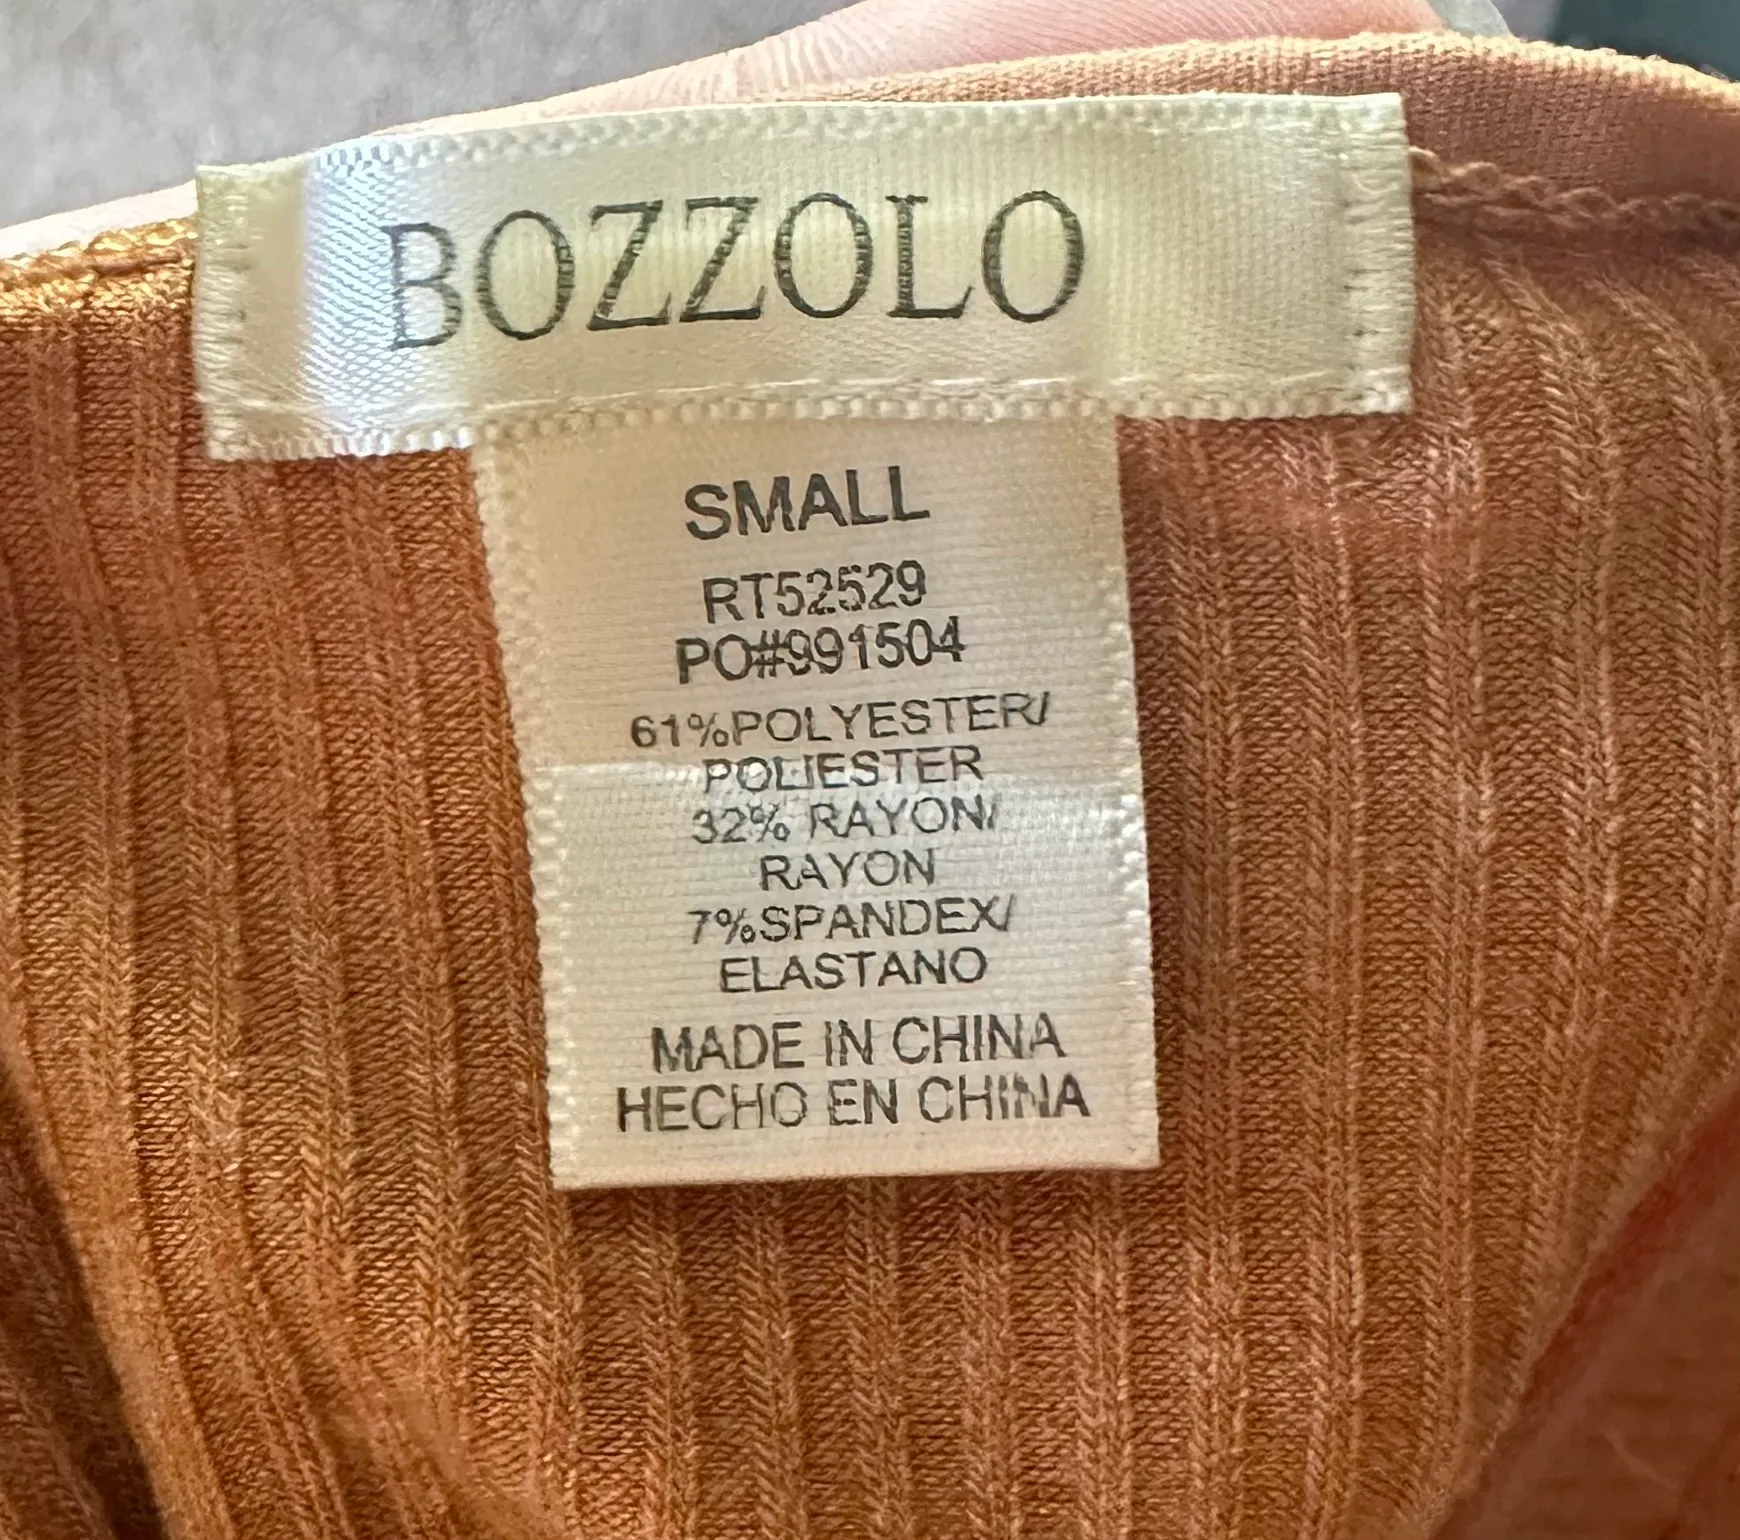 BOZZOLO
SMALL
RT52529
PO#991504
61%POLYESTER/
POLIESTER
32% RAYON/
RAYON
7%SPANDEX/
ELASTANO
MADE IN CHINA
HECHO EN CHINA